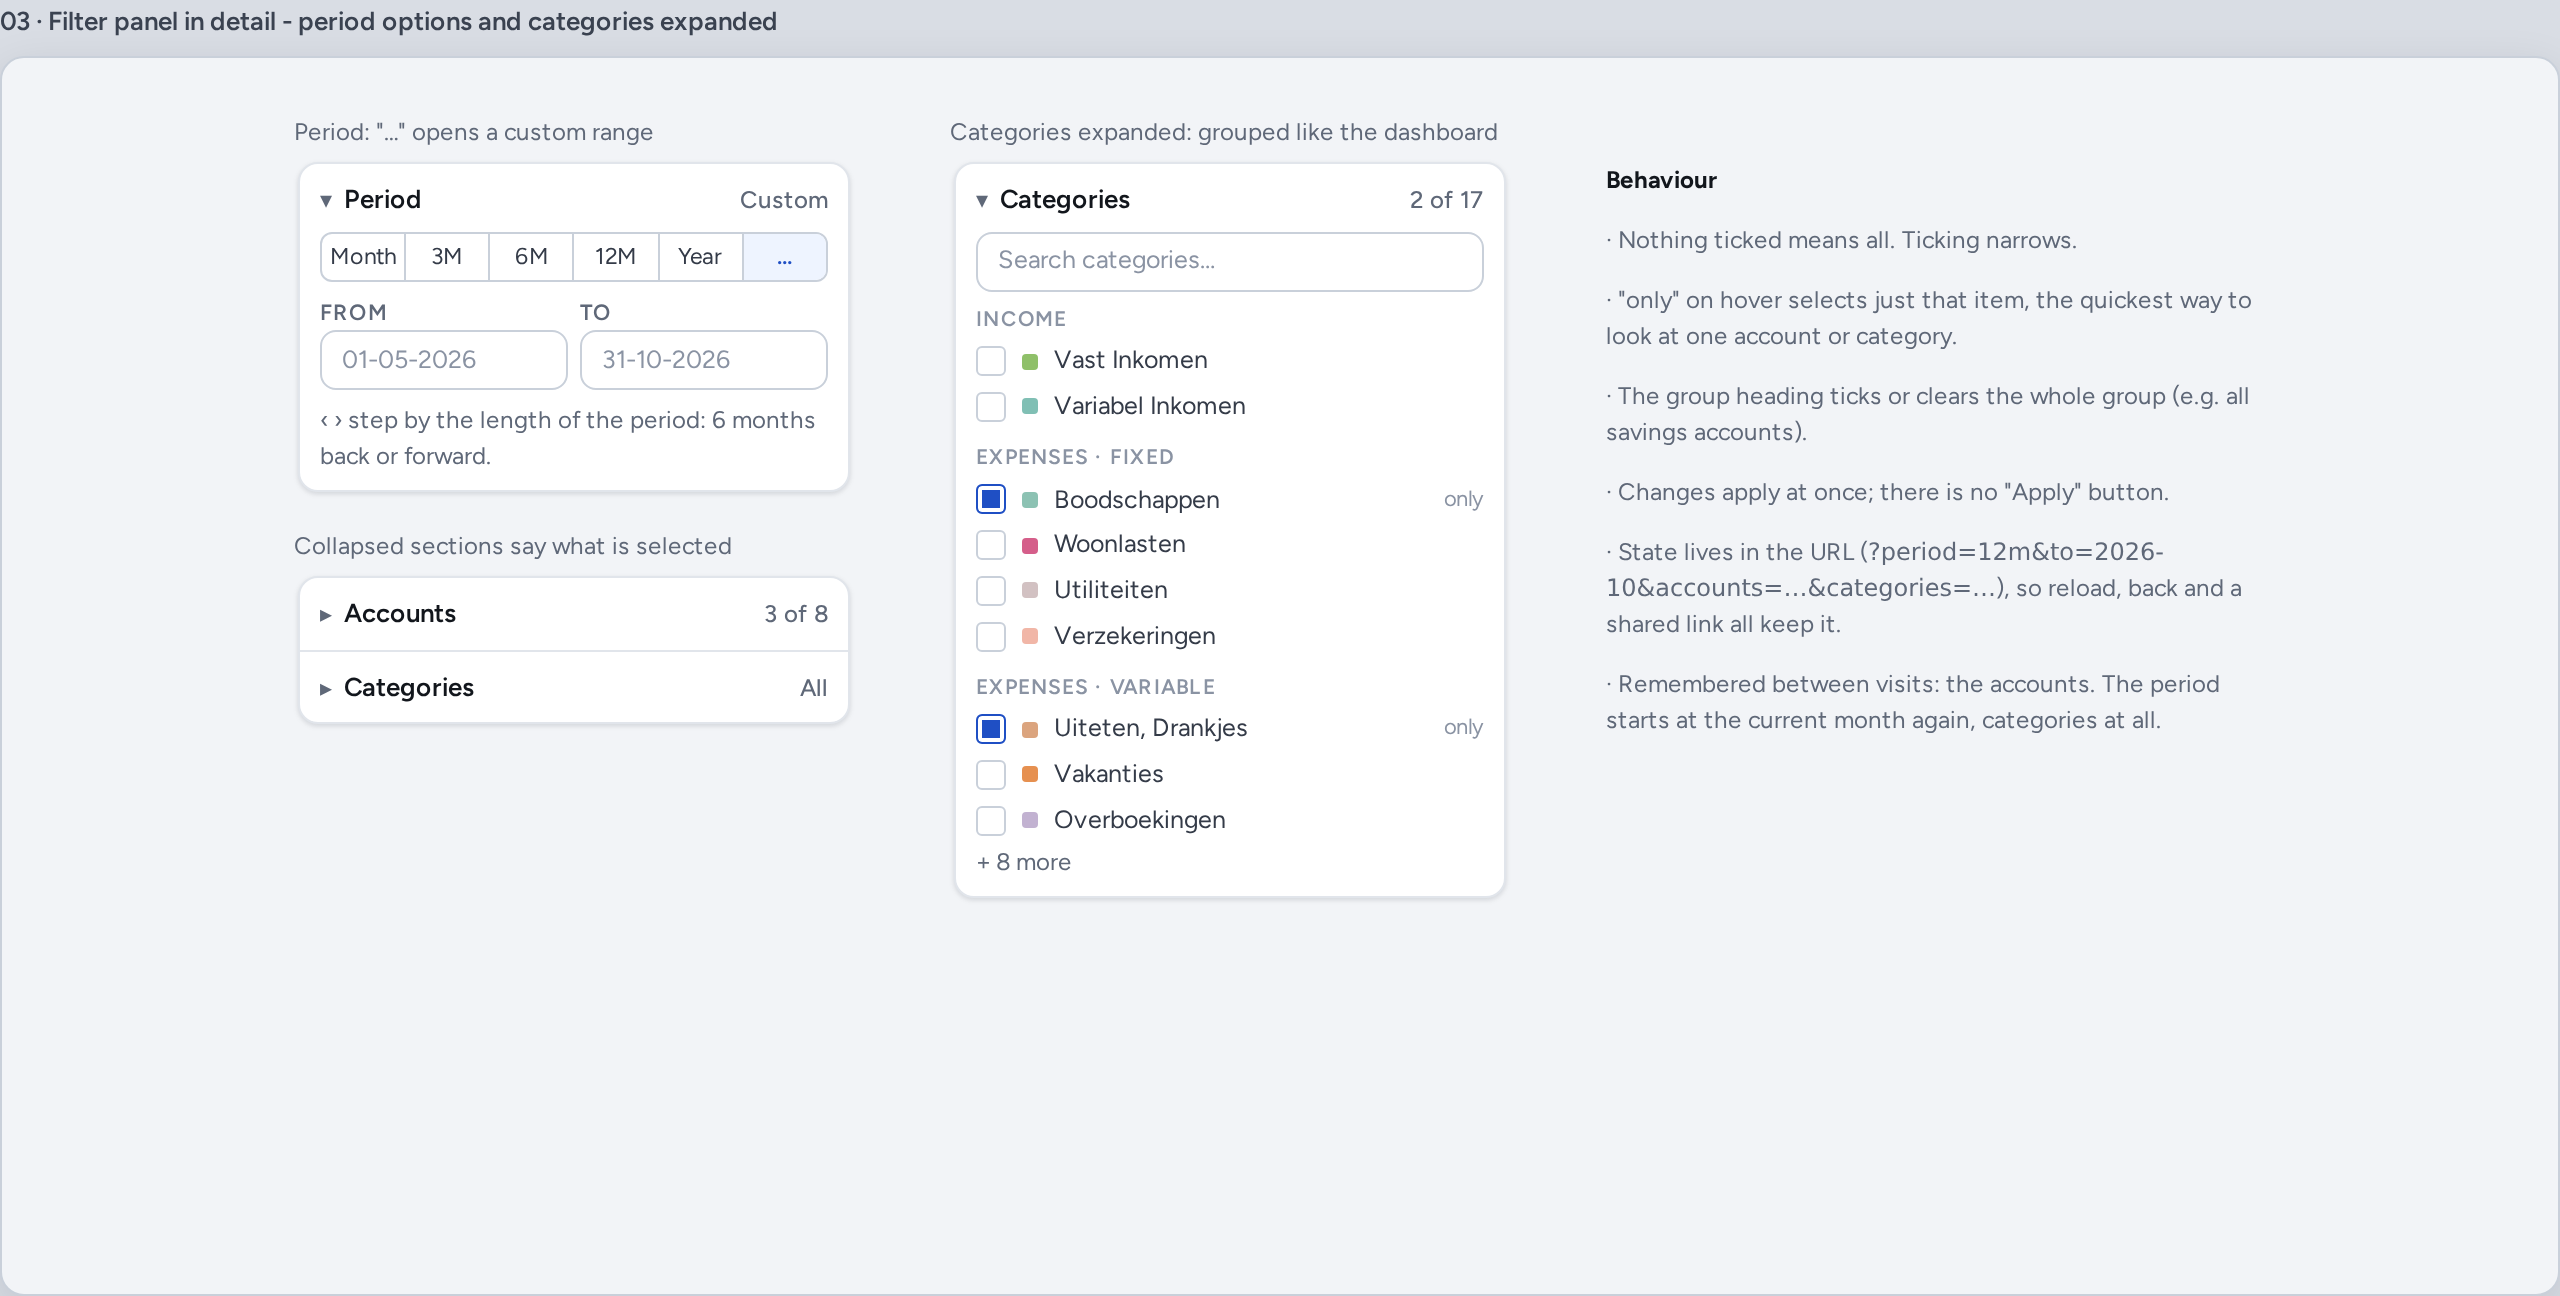 03 · Filter panel in detail - period options and categories expanded
Period: "..." opens a custom range
▾ Period Custom
Month 3M 6M 12M Year ...
FROM TO
01-05-2026 31-10-2026
‹ › step by the length of the period: 6 months
back or forward.
Collapsed sections say what is selected
▸ Accounts 3 of 8
▸ Categories All
Categories expanded: grouped like the dashboard
▾ Categories 2 of 17
Search categories...
INCOME
Vast Inkomen
Variabel Inkomen
EXPENSES · FIXED
Boodschappen only
Woonlasten
Utiliteiten
Verzekeringen
EXPENSES · VARIABLE
Uiteten, Drankjes only
Vakanties
Overboekingen
+ 8 more
Behaviour
· Nothing ticked means all. Ticking narrows.
· "only" on hover selects just that item, the quickest way to
look at one account or category.
· The group heading ticks or clears the whole group (e.g. all
savings accounts).
· Changes apply at once; there is no "Apply" button.
· State lives in the URL (?period=12m&to=2026-
10&accounts=...&categories=...), so reload, back and a
shared link all keep it.
· Remembered between visits: the accounts. The period
starts at the current month again, categories at all.